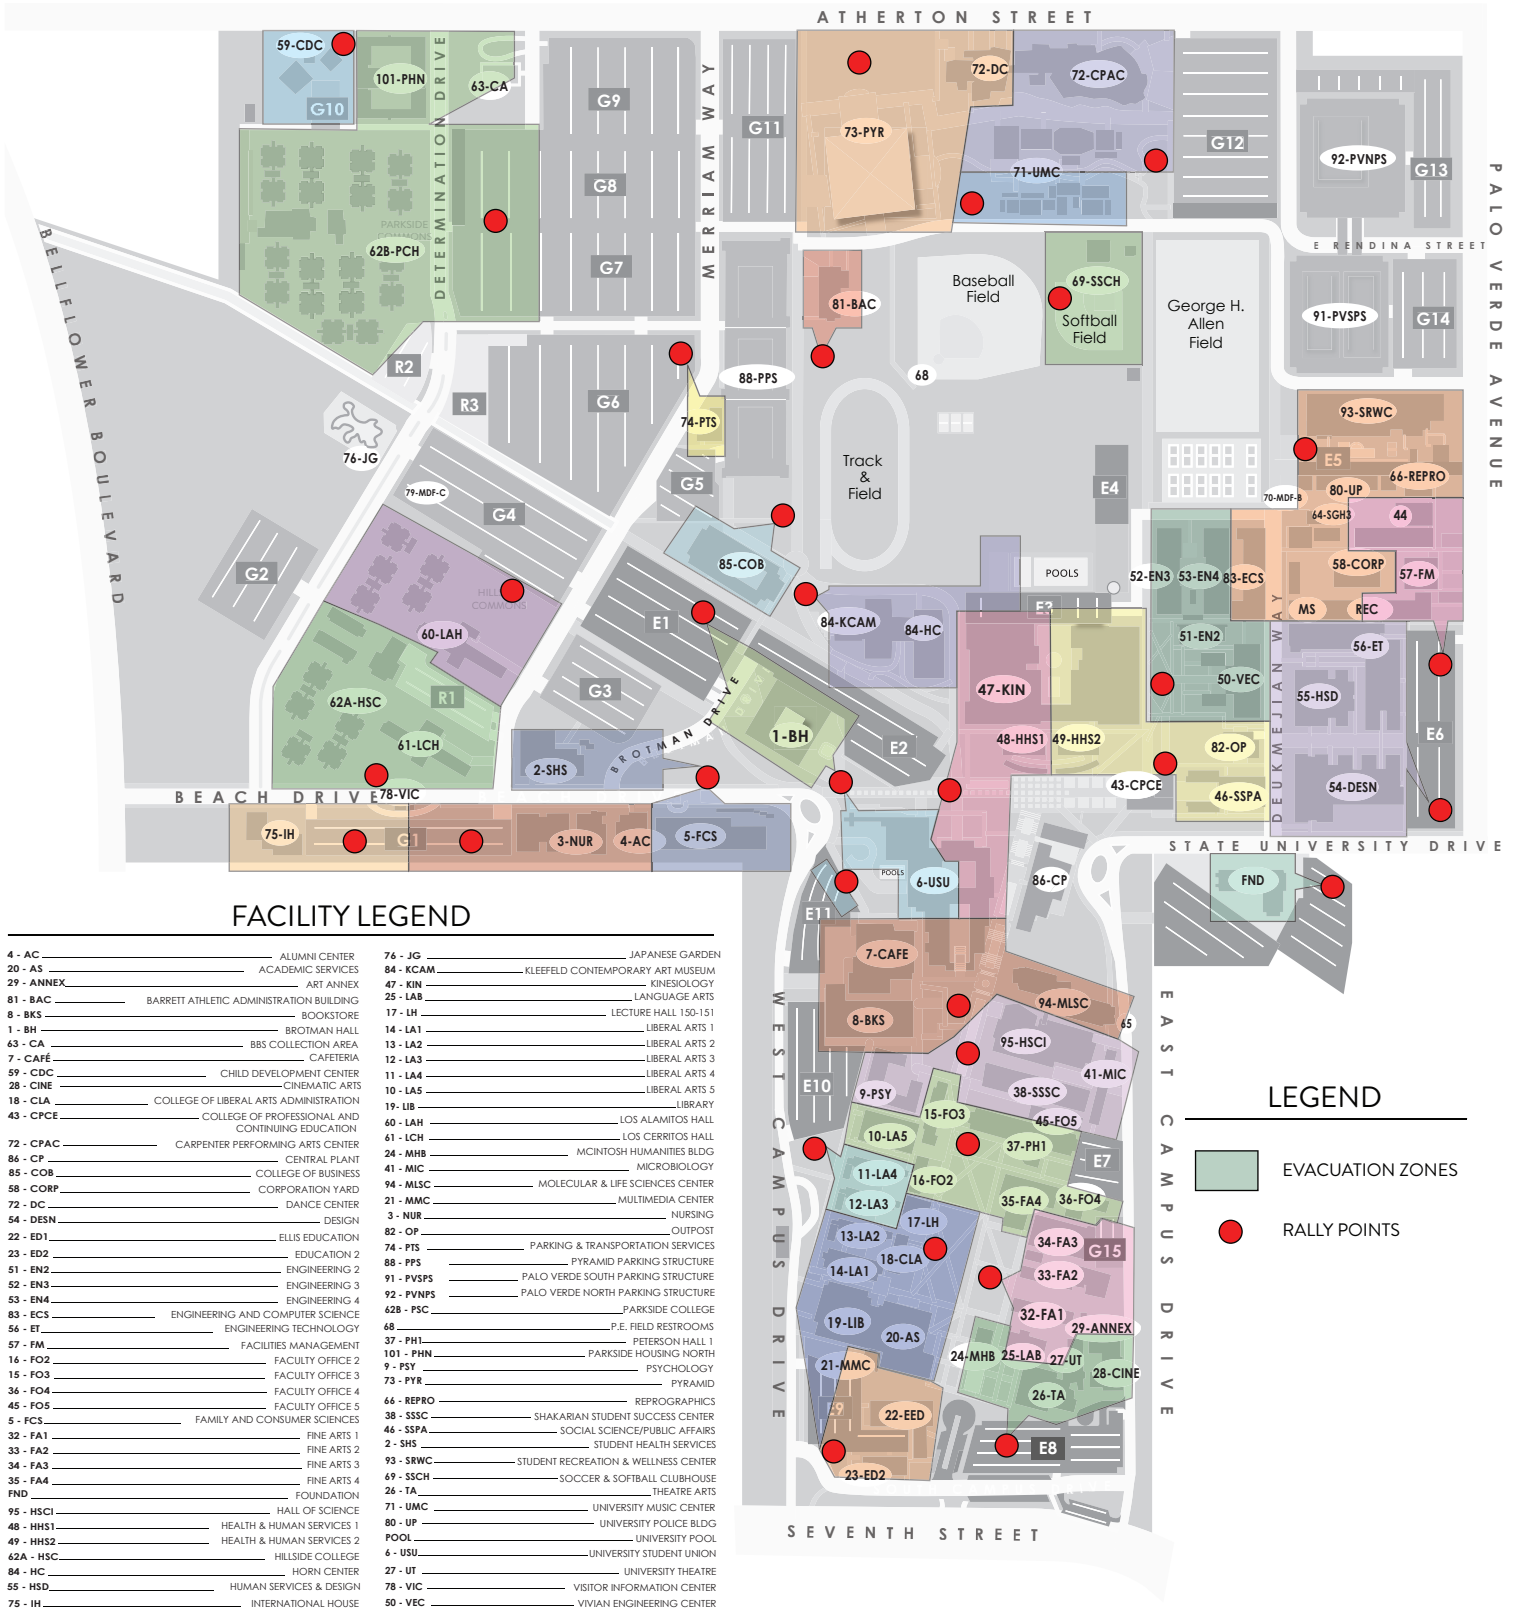 ATHERTON STREET
59-CDC
101-PHN
63-CA
G10
DETERMINATION DRIVE
G9
MERRIAM WAY
G11
72-DC
72-CPAC
73-PYR
G12
92-PVNPS
G13
71-UMC
G8
PALO VERDE AVENUE
PARKSIDE
COMMONS
62B-PCH
E RENDINA STREET
BELLFLOWER BOULEVARD
G7
69-SSCH
Baseball
Field
81-BAC
George H.
Allen
Field
Softball
Field
91-PVSPS
G14
R2
88-PPS
68
R3
G6
93-SRWC
74-PTS
76-JG
E5
Track
&
Field
66-REPRO
G5
E4
79-MDF-C
80-UP
70-MDF-B
G4
64-SGH3
44
85-COB
58-CORP
G2
POOLS
52-EN3
53-EN4
83-ECS
57-FM
HILLSIDE
COMMONS
E3
MS
REC
E1
84-KCAM
84-HC
60-LAH
51-EN2
DEUKMEJIAN WAY
56-ET
50-VEC
G3
47-KIN
55-HSD
R1
62A-HSC
BROTMAN DRIVE
1-BH
48-HHS1
49-HHS2
61-LCH
E2
82-OP
E6
2-SHS
43-CPCE
54-DESN
BEACH DRIVE
78-VIC
46-SSPA
75-IH
G1
3-NUR
4-AC
5-FCS
STATE UNIVERSITY DRIVE
POOLS
6-USU
86-CP
FND
E11
7-CAFE
94-MLSC
8-BKS
65
95-HSCI
WEST CAMPUS DRIVE
EAST CAMPUS DRIVE
E10
9-PSY
41-MIC
38-SSSC
15-FO3
45-FO5
10-LA5
37-PH1
E7
11-LA4
16-FO2
12-LA3
35-FA4
36-FO4
17-LH
13-LA2
34-FA3
G15
18-CLA
14-LA1
33-FA2
32-FA1
19-LIB
29-ANNEX
20-AS
24-MHB
25-LAB
27-UT
21-MMC
28-CINE
26-TA
E9
22-EED
E8
23-ED2
SEVENTH STREET
LEGEND
EVACUATION ZONES
RALLY POINTS
FACILITY LEGEND
4 - AC ALUMNI CENTER
20 - AS ACADEMIC SERVICES
29 - ANNEX ART ANNEX
81 - BAC BARRETT ATHLETIC ADMINISTRATION BUILDING
8 - BKS BOOKSTORE
1 - BH BROTMAN HALL
63 - CA BBS COLLECTION AREA
7 - CAFÉ CAFETERIA
59 - CDC CHILD DEVELOPMENT CENTER
28 - CINE CINEMATIC ARTS
18 - CLA COLLEGE OF LIBERAL ARTS ADMINISTRATION
43 - CPCE COLLEGE OF PROFESSIONAL AND
CONTINUING EDUCATION
72 - CPAC CARPENTER PERFORMING ARTS CENTER
86 - CP CENTRAL PLANT
85 - COB COLLEGE OF BUSINESS
58 - CORP CORPORATION YARD
72 - DC DANCE CENTER
54 - DESN DESIGN
22 - ED1 ELLIS EDUCATION
23 - ED2 EDUCATION 2
51 - EN2 ENGINEERING 2
52 - EN3 ENGINEERING 3
53 - EN4 ENGINEERING 4
83 - ECS ENGINEERING AND COMPUTER SCIENCE
56 - ET ENGINEERING TECHNOLOGY
57 - FM FACILITIES MANAGEMENT
16 - FO2 FACULTY OFFICE 2
15 - FO3 FACULTY OFFICE 3
36 - FO4 FACULTY OFFICE 4
45 - FO5 FACULTY OFFICE 5
5 - FCS FAMILY AND CONSUMER SCIENCES
32 - FA1 FINE ARTS 1
33 - FA2 FINE ARTS 2
34 - FA3 FINE ARTS 3
35 - FA4 FINE ARTS 4
FND FOUNDATION
95 - HSCI HALL OF SCIENCE
48 - HHS1 HEALTH & HUMAN SERVICES 1
49 - HHS2 HEALTH & HUMAN SERVICES 2
62A - HSC HILLSIDE COLLEGE
84 - HC HORN CENTER
55 - HSD HUMAN SERVICES & DESIGN
75 - IH INTERNATIONAL HOUSE
76 - JG JAPANESE GARDEN
84 - KCAM KLEEFELD CONTEMPORARY ART MUSEUM
47 - KIN KINESIOLOGY
25 - LAB LANGUAGE ARTS
17 - LH LECTURE HALL 150-151
14 - LA1 LIBERAL ARTS 1
13 - LA2 LIBERAL ARTS 2
12 - LA3 LIBERAL ARTS 3
11 - LA4 LIBERAL ARTS 4
10 - LA5 LIBERAL ARTS 5
19 - LIB LIBRARY
60 - LAH LOS ALAMITOS HALL
61 - LCH LOS CERRITOS HALL
24 - MHB MCINTOSH HUMANITIES BLDG
41 - MIC MICROBIOLOGY
94 - MLSC MOLECULAR & LIFE SCIENCES CENTER
21 - MMC MULTIMEDIA CENTER
3 - NUR NURSING
82 - OP OUTPOST
74 - PTS PARKING & TRANSPORTATION SERVICES
88 - PPS PYRAMID PARKING STRUCTURE
91 - PVSPS PALO VERDE SOUTH PARKING STRUCTURE
92 - PVNPS PALO VERDE NORTH PARKING STRUCTURE
62B - PSC PARKSIDE COLLEGE
68 P.E. FIELD RESTROOMS
37 - PH1 PETERSON HALL 1
101 - PHN PARKSIDE HOUSING NORTH
9 - PSY PSYCHOLOGY
73 - PYR PYRAMID
66 - REPRO REPROGRAPHICS
38 - SSSC SHAKARIAN STUDENT SUCCESS CENTER
46 - SSPA SOCIAL SCIENCE/PUBLIC AFFAIRS
2 - SHS STUDENT HEALTH SERVICES
93 - SRWC STUDENT RECREATION & WELLNESS CENTER
69 - SSCH SOCCER & SOFTBALL CLUBHOUSE
26 - TA THEATRE ARTS
71 - UMC UNIVERSITY MUSIC CENTER
80 - UP UNIVERSITY POLICE BLDG
POOL UNIVERSITY POOL
6 - USU UNIVERSITY STUDENT UNION
27 - UT UNIVERSITY THEATRE
78 - VIC VISITOR INFORMATION CENTER
50 - VEC VIVIAN ENGINEERING CENTER